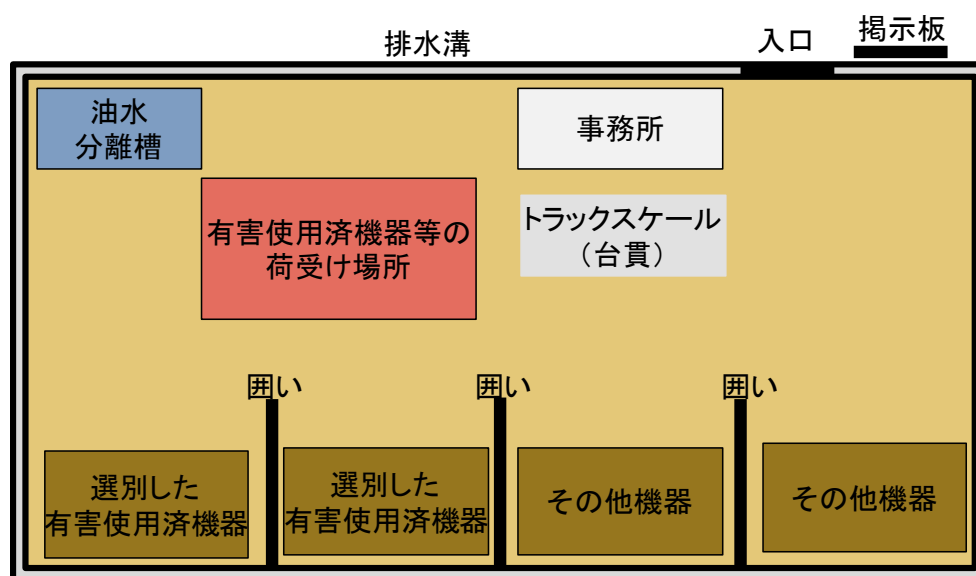 排水溝
入口
掲示板
油水
分離槽
事務所
有害使用済機器等の
荷受け場所
トラックスケール
（台貫）
囲い
囲い
囲い
選別した
有害使用済機器
選別した
有害使用済機器
その他機器
その他機器